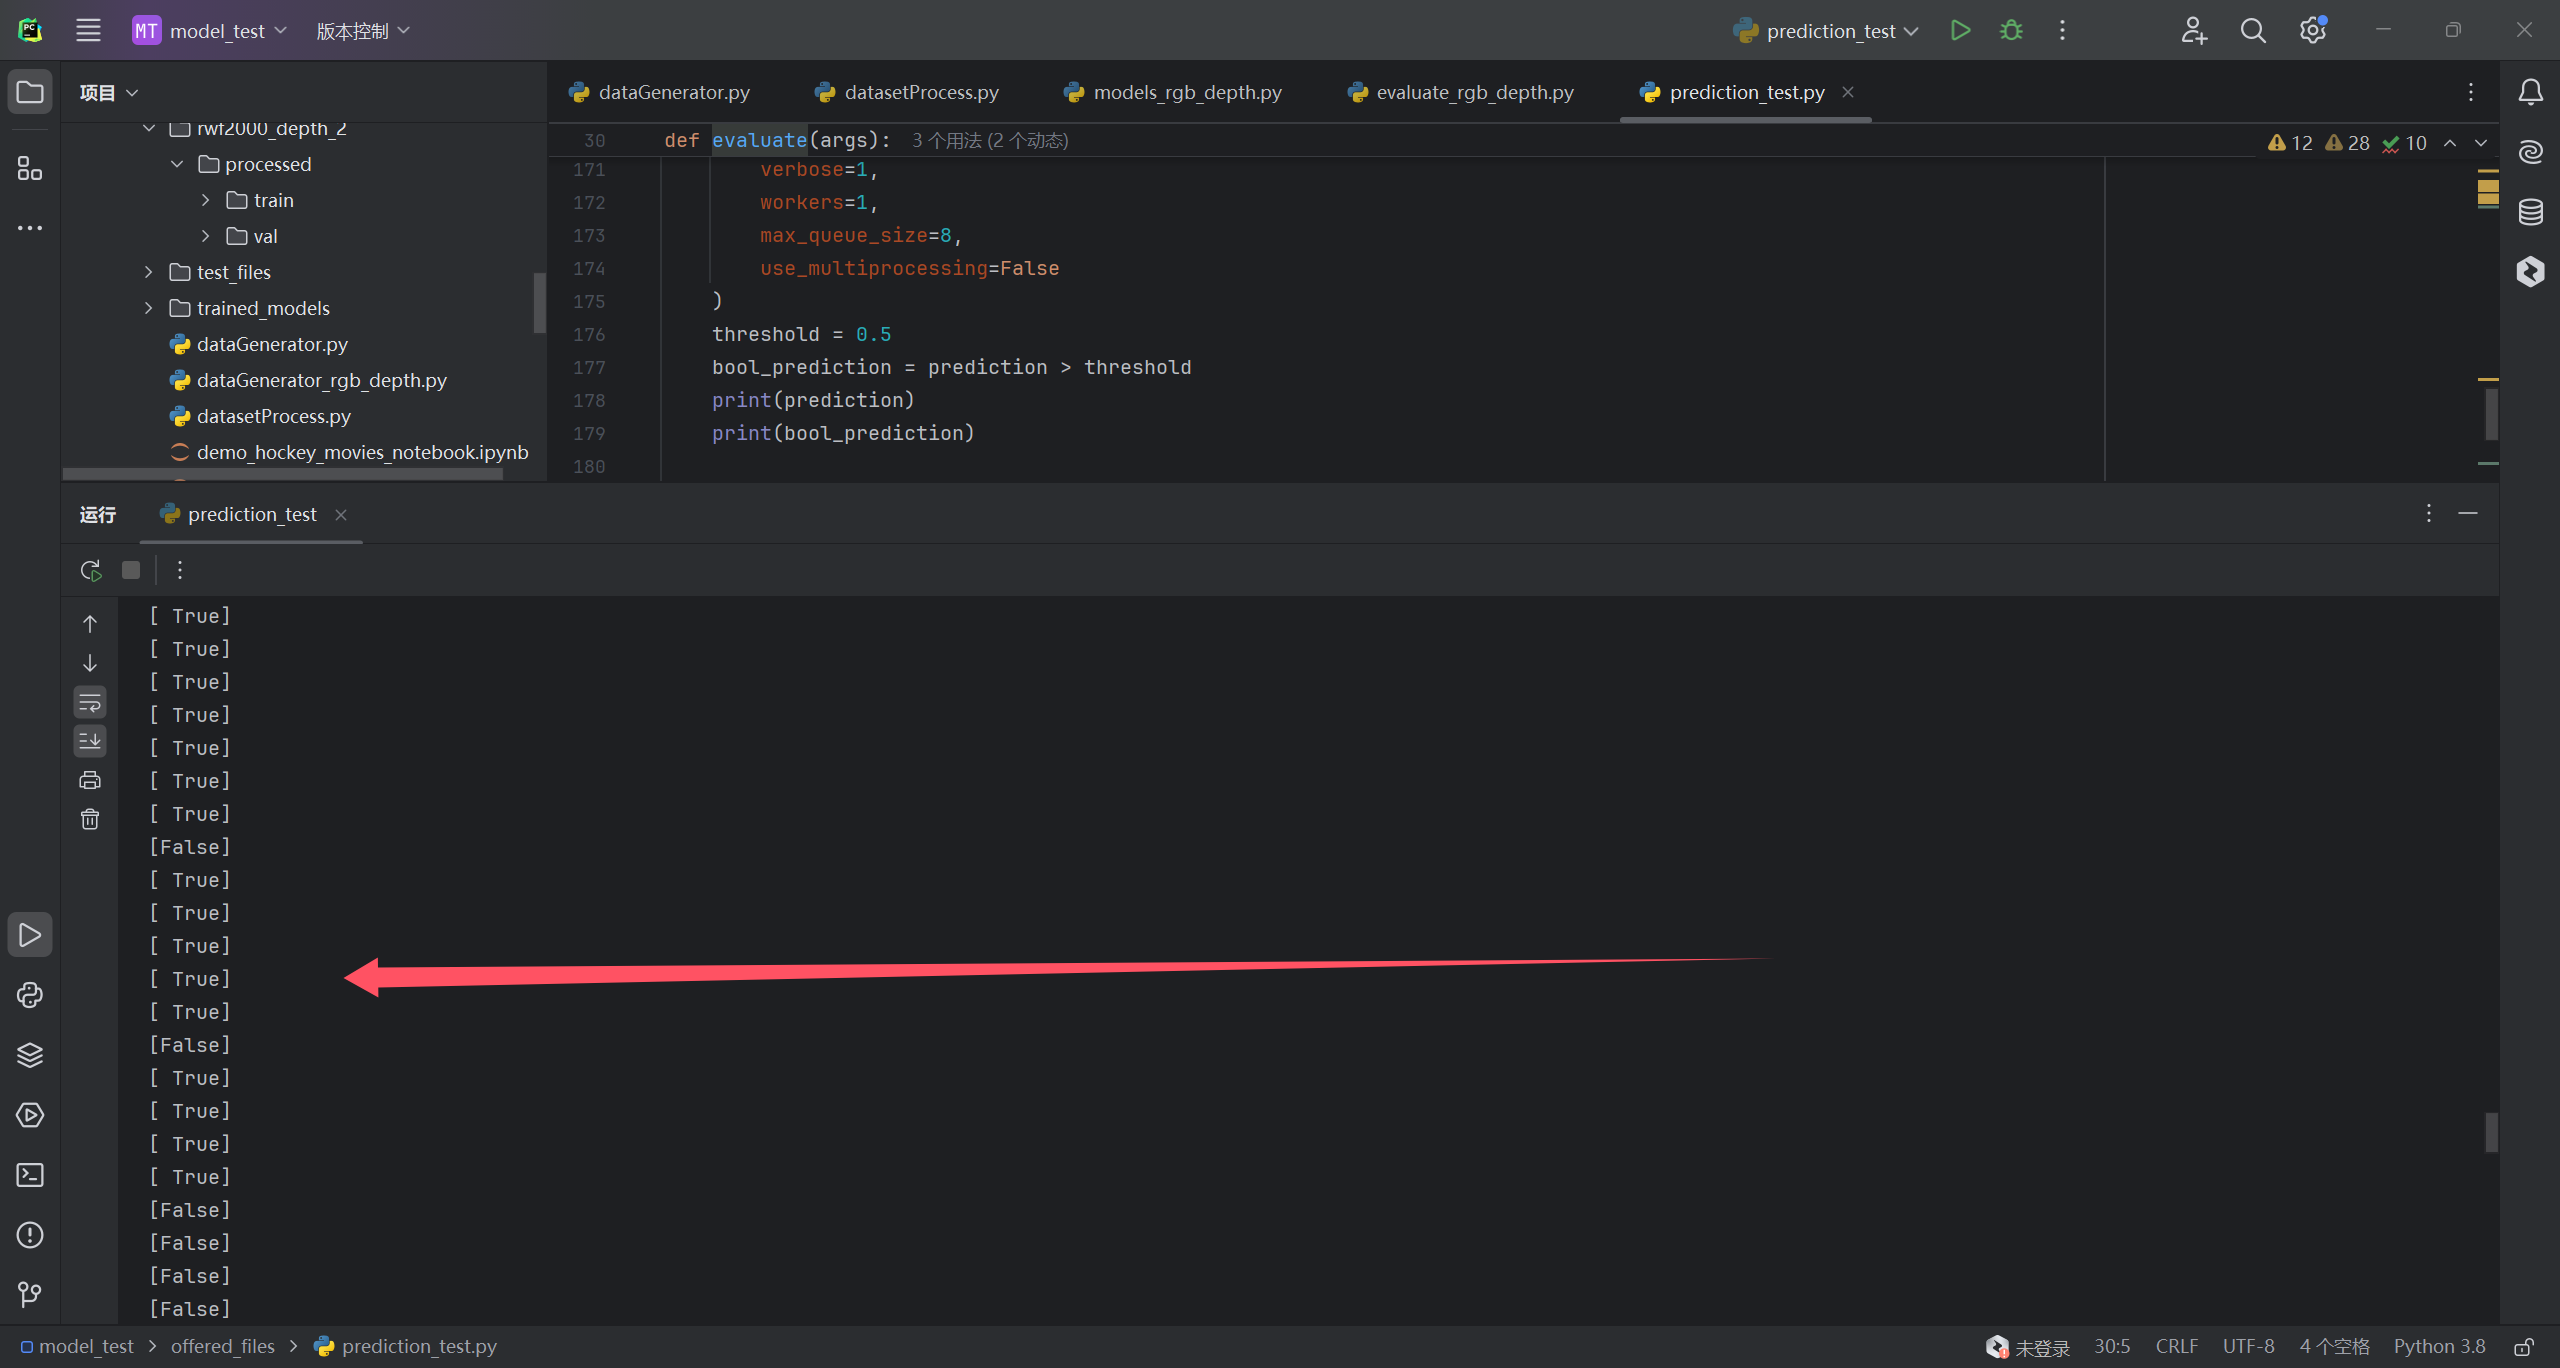 MT model_test 版本控制 prediction_test
项目
dataGenerator.py datasetProcess.py models_rgb_depth.py evaluate_rgb_depth.py prediction_test.py
rwf2000_depth_2
processed
train
val
test_files
trained_models
dataGenerator.py
dataGenerator_rgb_depth.py
datasetProcess.py
demo_hockey_movies_notebook.ipynb
30 def evaluate(args): 3 个用法 (2 个动态) 12 28 10
171 verbose=1,
172 workers=1,
173 max_queue_size=8,
174 use_multiprocessing=False
175 )
176 threshold = 0.5
177 bool_prediction = prediction > threshold
178 print(prediction)
179 print(bool_prediction)
180
运行 prediction_test
[ True]
[ True]
[ True]
[ True]
[ True]
[ True]
[ True]
[False]
[ True]
[ True]
[ True]
[ True]
[ True]
[False]
[ True]
[ True]
[ True]
[ True]
[False]
[False]
[False]
[False]
model_test > offered_files > prediction_test.py 未登录 30:5 CRLF UTF-8 4 个空格 Python 3.8